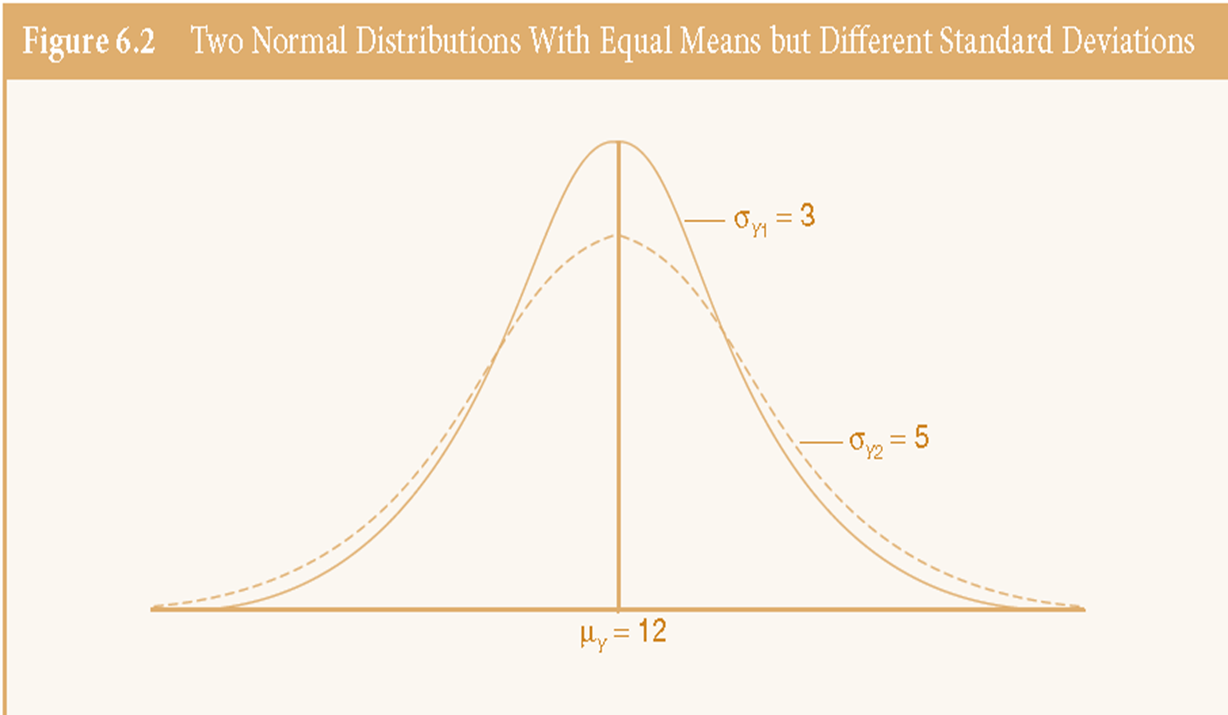 Figure 6.2 Two Normal Distributions With Equal Means but Different Standard Deviations
σY1 = 3
σY2 = 5
μY = 12